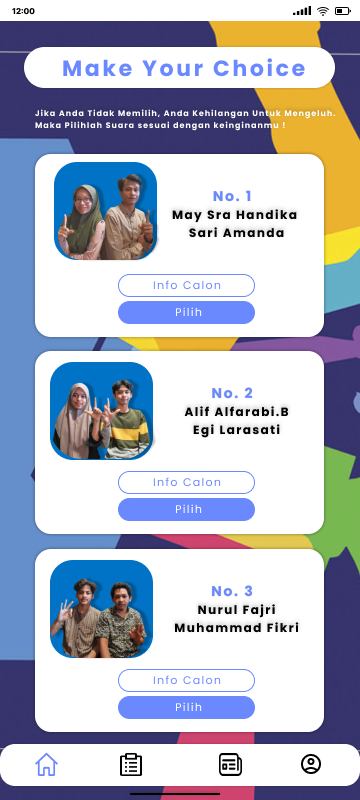 12:00
Make Your Choice
Jika Anda Tidak Memilih, Anda Kehilangan Untuk Mengeluh.
Maka Pilihlah Suara sesuai dengan keinginanmu !
No. 1
May Sra Handika
Sari Amanda
Info Calon
Pilih
No. 2
Alif Alfarabi.B
Egi Larasati
Info Calon
Pilih
No. 3
Nurul Fajri
Muhammad Fikri
Info Calon
Pilih